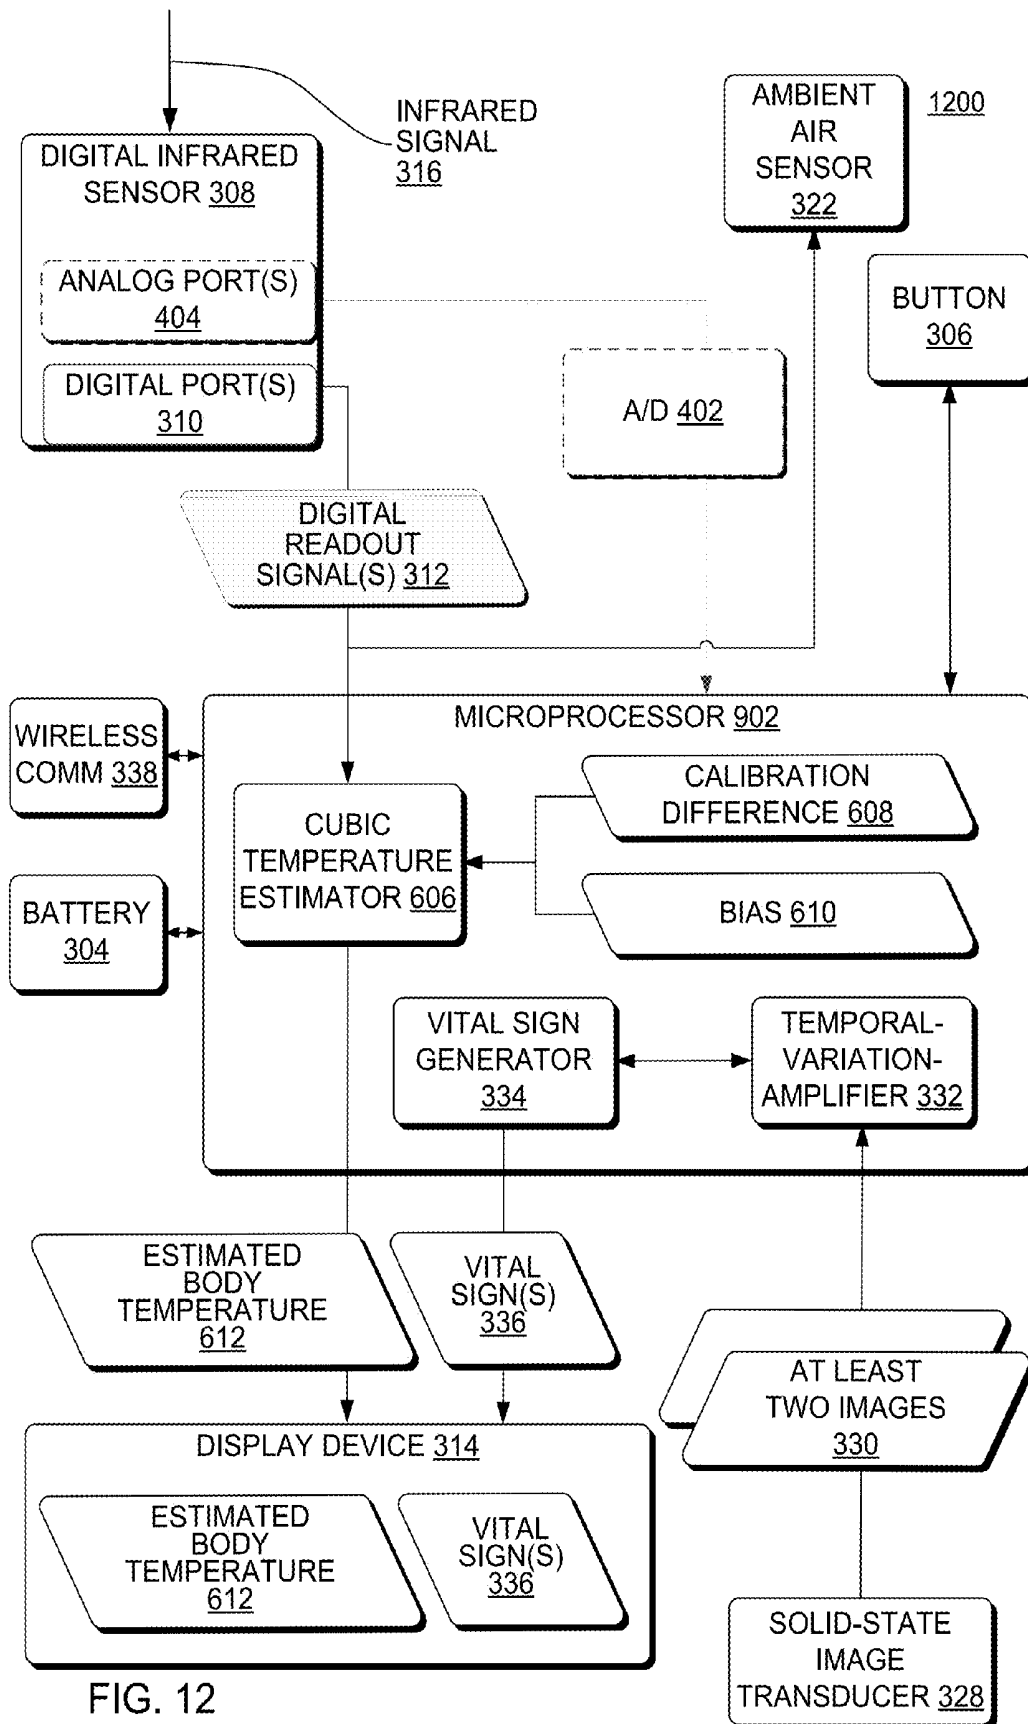 INFRARED
SIGNAL
316
AMBIENT
AIR
SENSOR
322
1200
DIGITAL INFRARED
SENSOR 308
ANALOG PORT(S)
404
DIGITAL PORT(S)
310
A/D 402
BUTTON
306
DIGITAL
READOUT
SIGNAL(S) 312
MICROPROCESSOR 902
WIRELESS
COMM 338
BATTERY
304
CUBIC
TEMPERATURE
ESTIMATOR 606
CALIBRATION
DIFFERENCE 608
BIAS 610
VITAL SIGN
GENERATOR
334
TEMPORAL-
VARIATION-
AMPLIFIER 332
ESTIMATED
BODY
TEMPERATURE
612
VITAL
SIGN(S)
336
AT LEAST
TWO IMAGES
330
DISPLAY DEVICE 314
ESTIMATED
BODY
TEMPERATURE
612
VITAL
SIGN(S)
336
SOLID-STATE
IMAGE
TRANSDUCER 328
FIG. 12